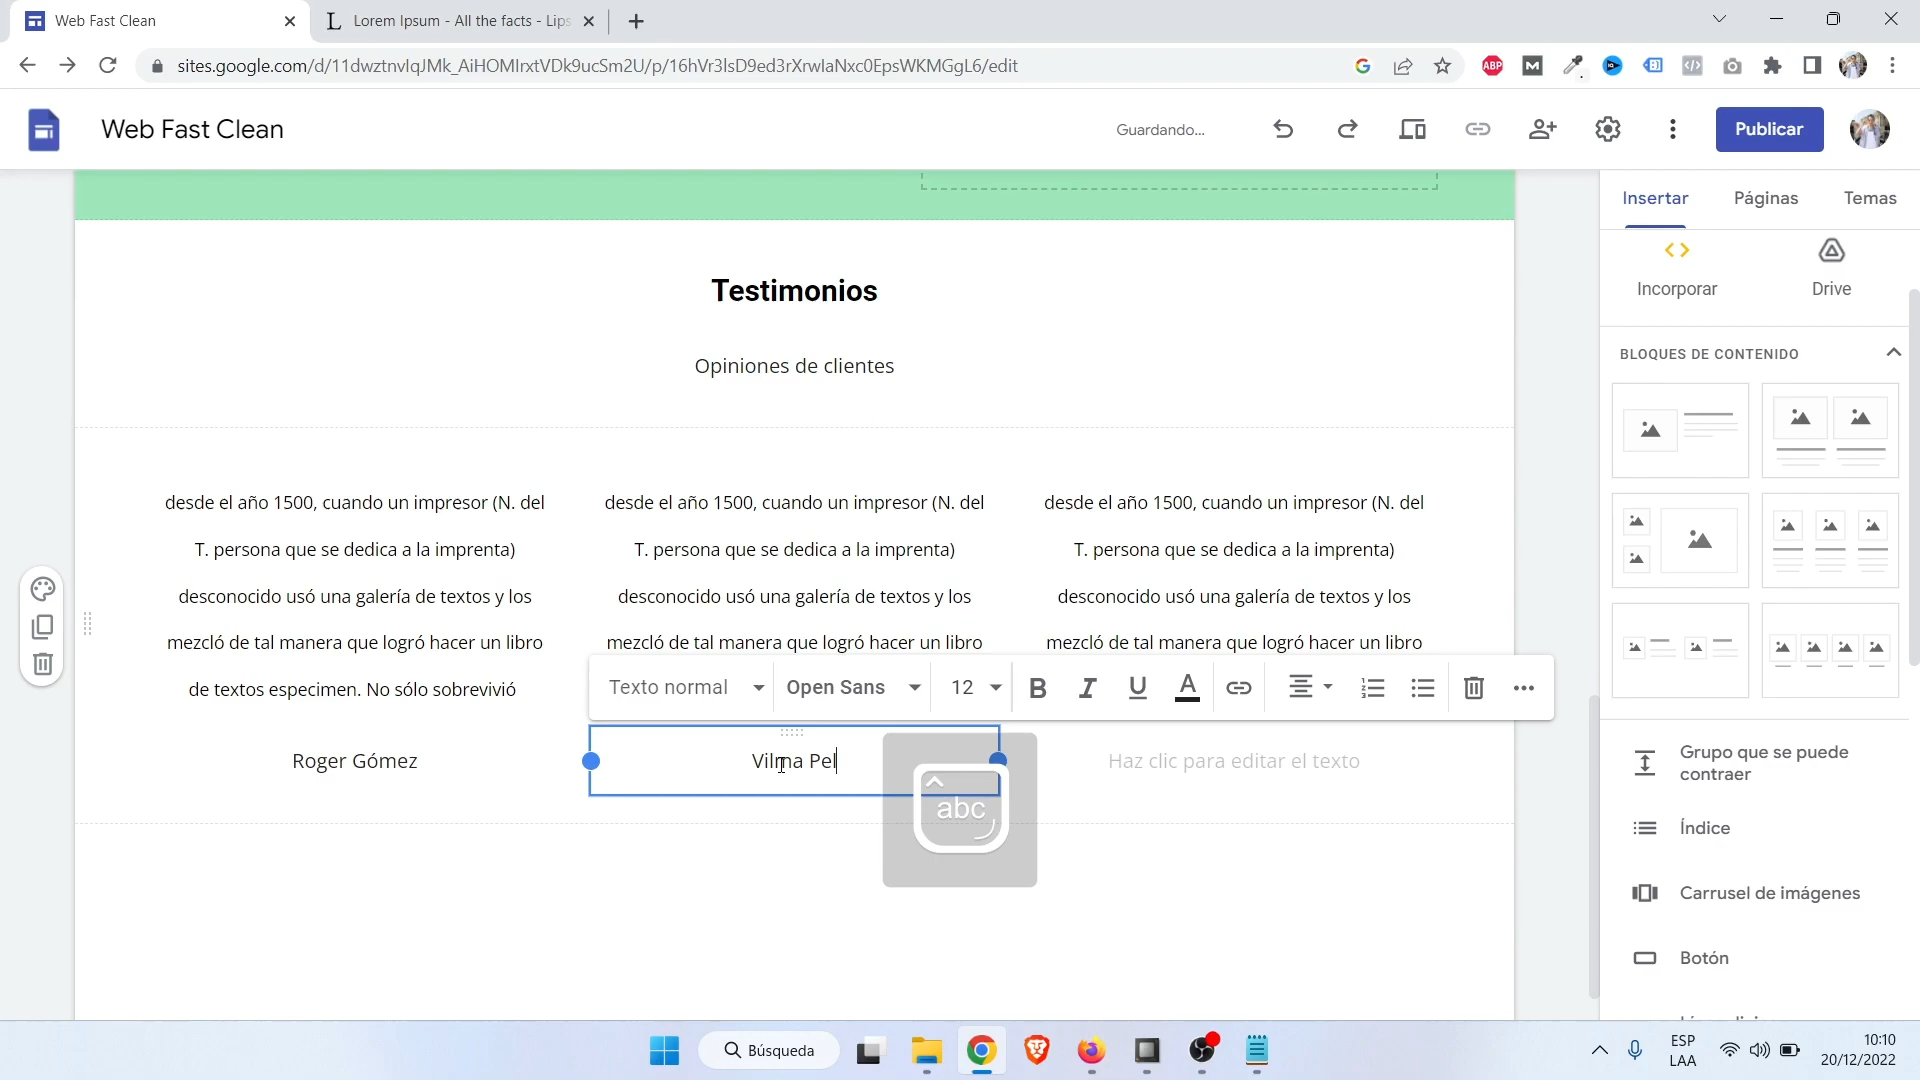 Web Fast Clean
Lorem Ipsum - All the facts - Lips
sites.google.com/d/11dwztnvIqJMk_AiHOMIrxtVDk9ucSm2U/p/16hVr3IsD9ed3rXrwIaNxc0EpsWKMGgL6/edit
Web Fast Clean
Guardando...
Publicar
Insertar
Páginas
Temas
Incorporar
Drive
BLOQUES DE CONTENIDO
Testimonios
Opiniones de clientes
desde el año 1500, cuando un impresor (N. del
T. persona que se dedica a la imprenta)
desconocido usó una galería de textos y los
mezcló de tal manera que logró hacer un libro
de textos especimen. No sólo sobrevivió
Roger Gómez
desde el año 1500, cuando un impresor (N. del
T. persona que se dedica a la imprenta)
desconocido usó una galería de textos y los
mezcló de tal manera que logró hacer un libro
Vilma Pel
desde el año 1500, cuando un impresor (N. del
T. persona que se dedica a la imprenta)
desconocido usó una galería de textos y los
mezcló de tal manera que logró hacer un libro
Haz clic para editar el texto
Texto normal
Open Sans
12
abc
Grupo que se puede
contraer
Índice
Carrusel de imágenes
Botón
Búsqueda
ESP
LAA
10:10
20/12/2022